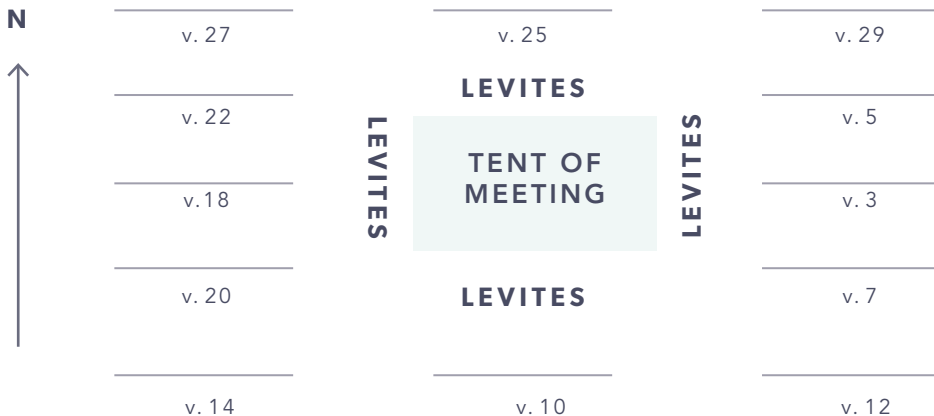 N
v. 27
v. 25
v. 29
LEVITES
v. 22
LEVITES
TENT OF
MEETING
LEVITES
v. 5
v.18
v. 3
v. 20
LEVITES
v. 7
v. 14
v. 10
v. 12